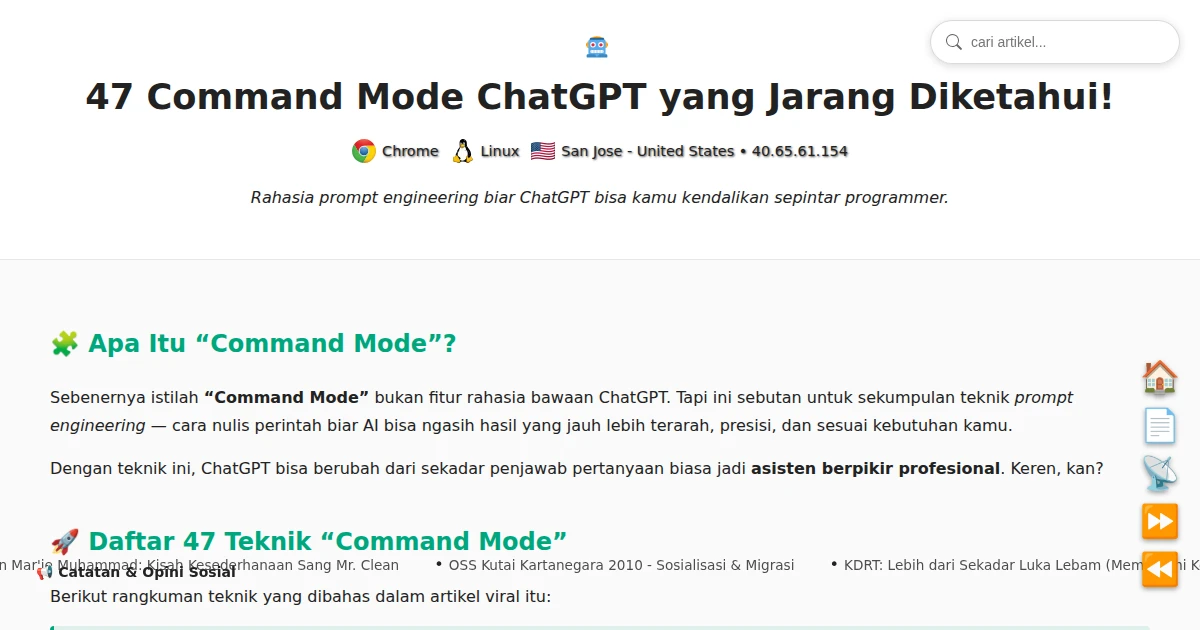 cari artikel...
47 Command Mode ChatGPT yang Jarang Diketahui!
Chrome Linux San Jose - United States • 40.65.61.154
Rahasia prompt engineering biar ChatGPT bisa kamu kendalikan sepintar programmer.
Apa Itu “Command Mode”?
Sebenernya istilah “Command Mode” bukan fitur rahasia bawaan ChatGPT. Tapi ini sebutan untuk sekumpulan teknik prompt
engineering — cara nulis perintah biar AI bisa ngasih hasil yang jauh lebih terarah, presisi, dan sesuai kebutuhan kamu.
Dengan teknik ini, ChatGPT bisa berubah dari sekadar penjawab pertanyaan biasa jadi asisten berpikir profesional. Keren, kan?
Daftar 47 Teknik “Command Mode”
Muhammad: Kisah Kesederhanaan Sang Mr. Clean • OSS Kutai Kartanegara 2010 - Sosialisasi & Migrasi • KDRT: Lebih dari Sekadar Luka Lebam
Catatan & Opini Sosial
Berikut rangkuman teknik yang dibahas dalam artikel viral itu: